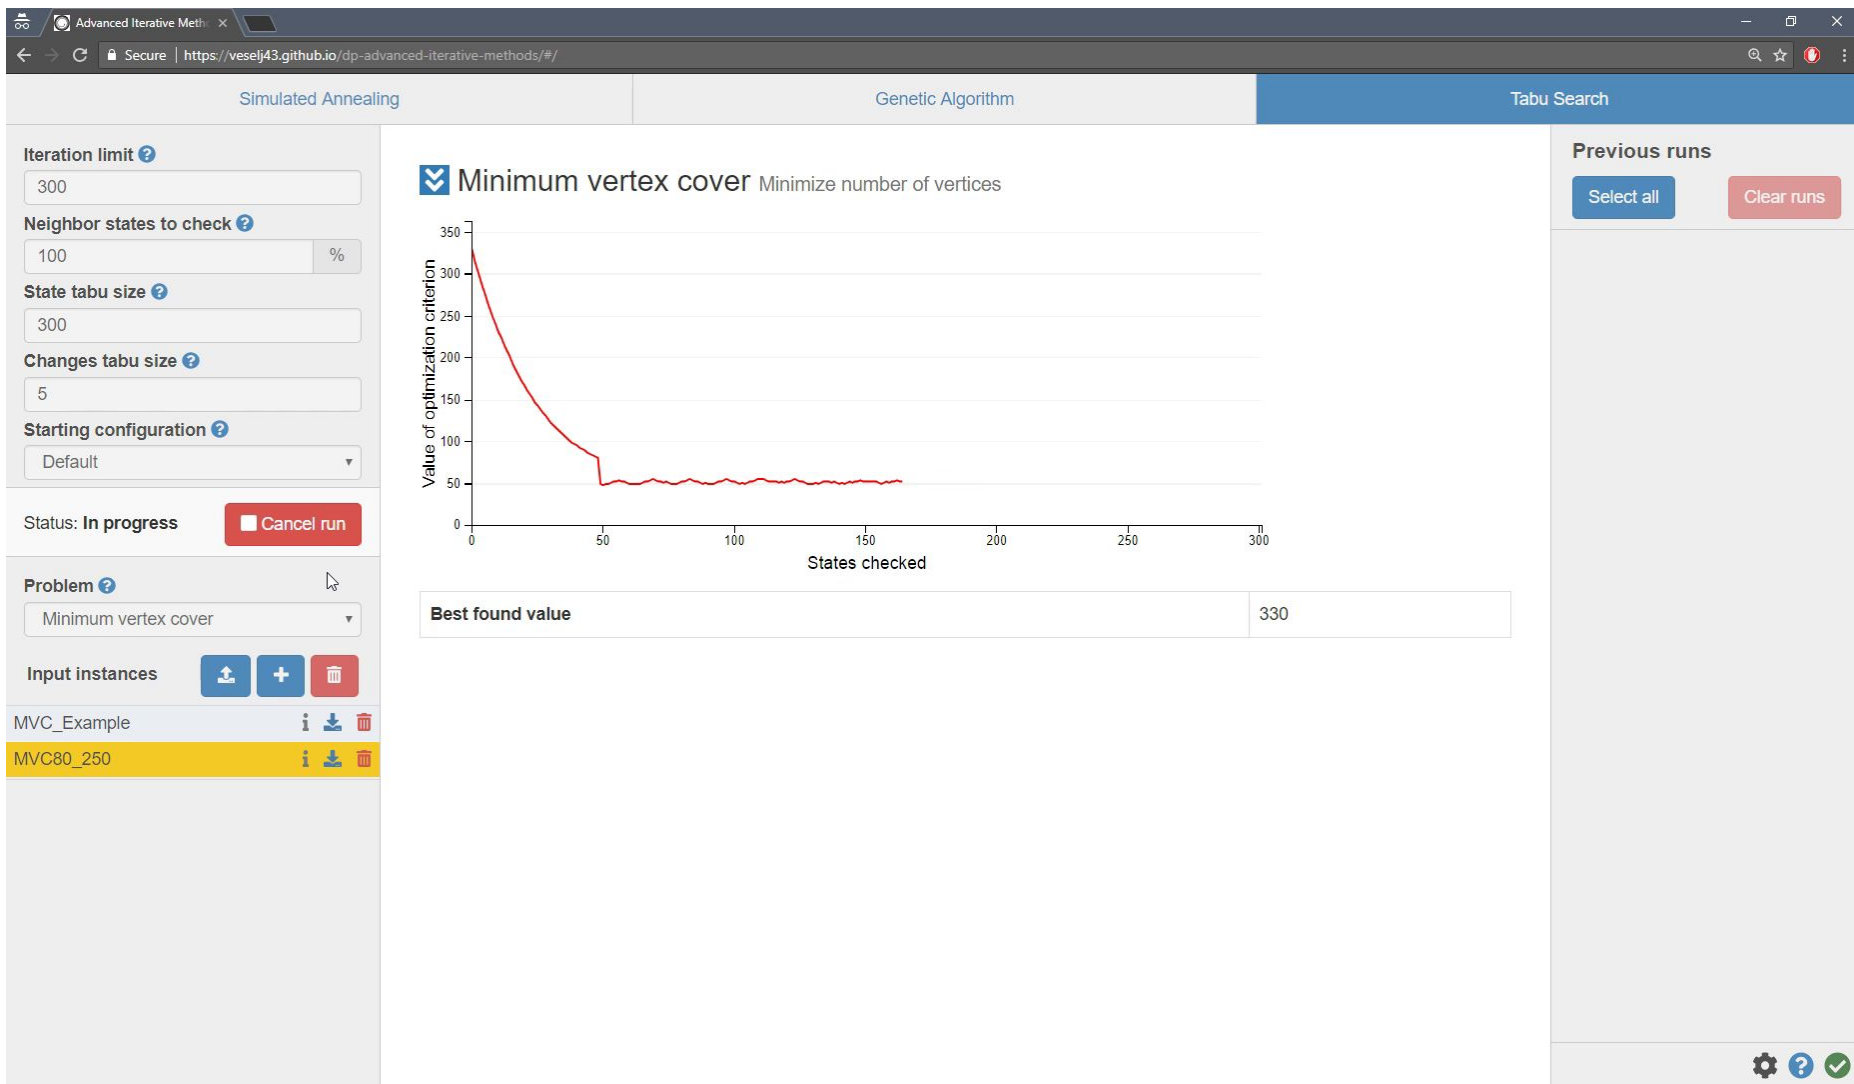 Advanced Iterative Meth
Secure | https://veselj43.github.io/dp-advanced-iterative-methods/#/
Simulated Annealing
Genetic Algorithm
Tabu Search
Iteration limit
300
Neighbor states to check
100 %
State tabu size
300
Changes tabu size
5
Starting configuration
Default
Status: In progress
Cancel run
Problem
Minimum vertex cover
Input instances
MVC_Example
MVC80_250
Minimum vertex cover Minimize number of vertices
Value of optimization criterion
350
300
250
200
150
100
50
0
0 50 100 150 200 250 300
States checked
Best found value 330
Previous runs
Select all
Clear runs